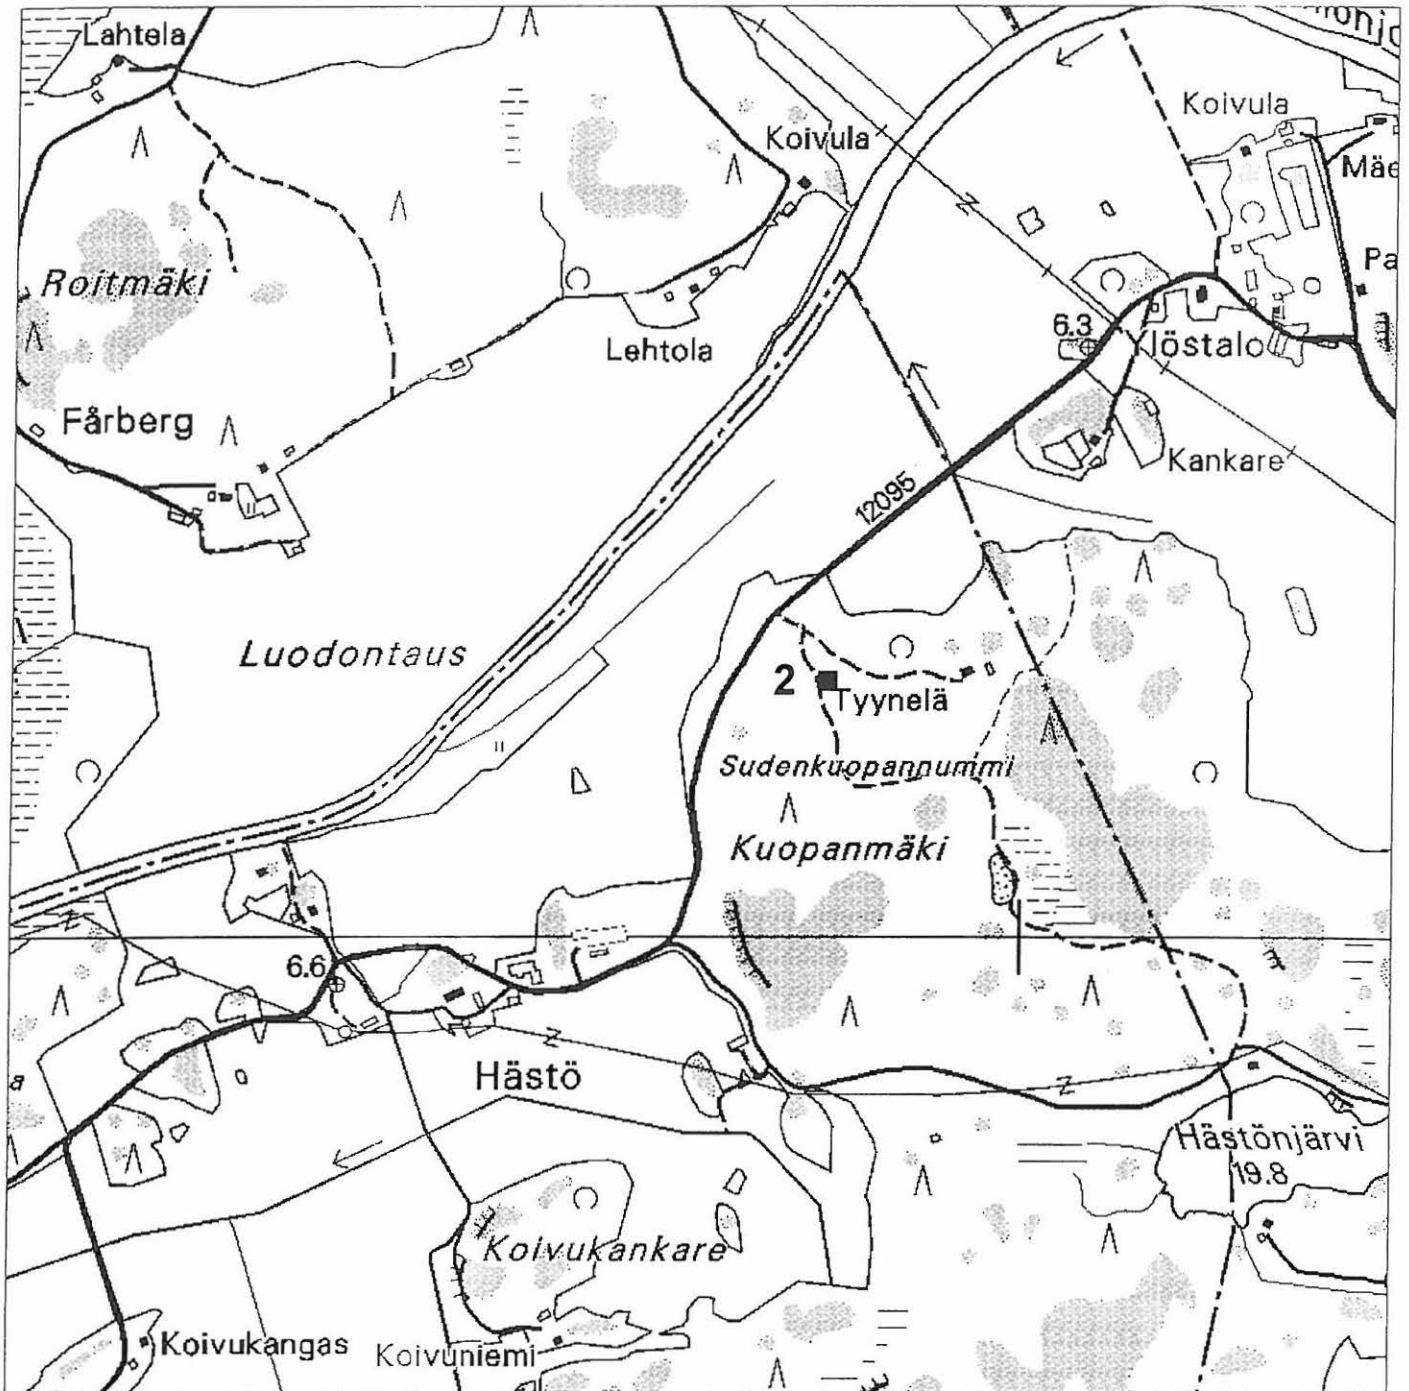 Lahtela
Koivula
Koivula
Mäe
Roitmäki
Pa
6.3
Lehtola
Ylöstalo
Fårberg
Kankare
12095
Luodontaus
2
Tyynelä
Sudenkuopannummi
Kuopanmäki
6.6
Hästö
a
Hästönjärvi
19.8
Koivukankare
Koivukangas
Koivuniemi